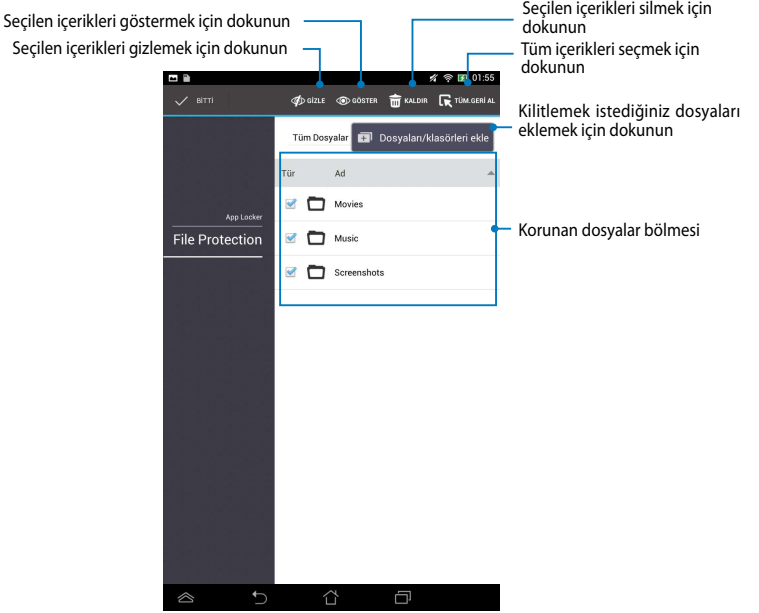 Seçilen içerikleri göstermek için dokunun
Seçilen içerikleri gizlemek için dokunun
Seçilen içerikleri silmek için
dokunun
Tüm içerikleri seçmek için
dokunun
01:55
BİTTİ
GİZLE
GÖSTER
KALDIR
TÜM.GERİ AL
Tüm Dosyalar
Dosyaları/klasörleri ekle
Kilitlemek istediğiniz dosyaları
eklemek için dokunun
Tür
Ad
Movies
App Locker
File Protection
Music
Korunan dosyalar bölmesi
Screenshots